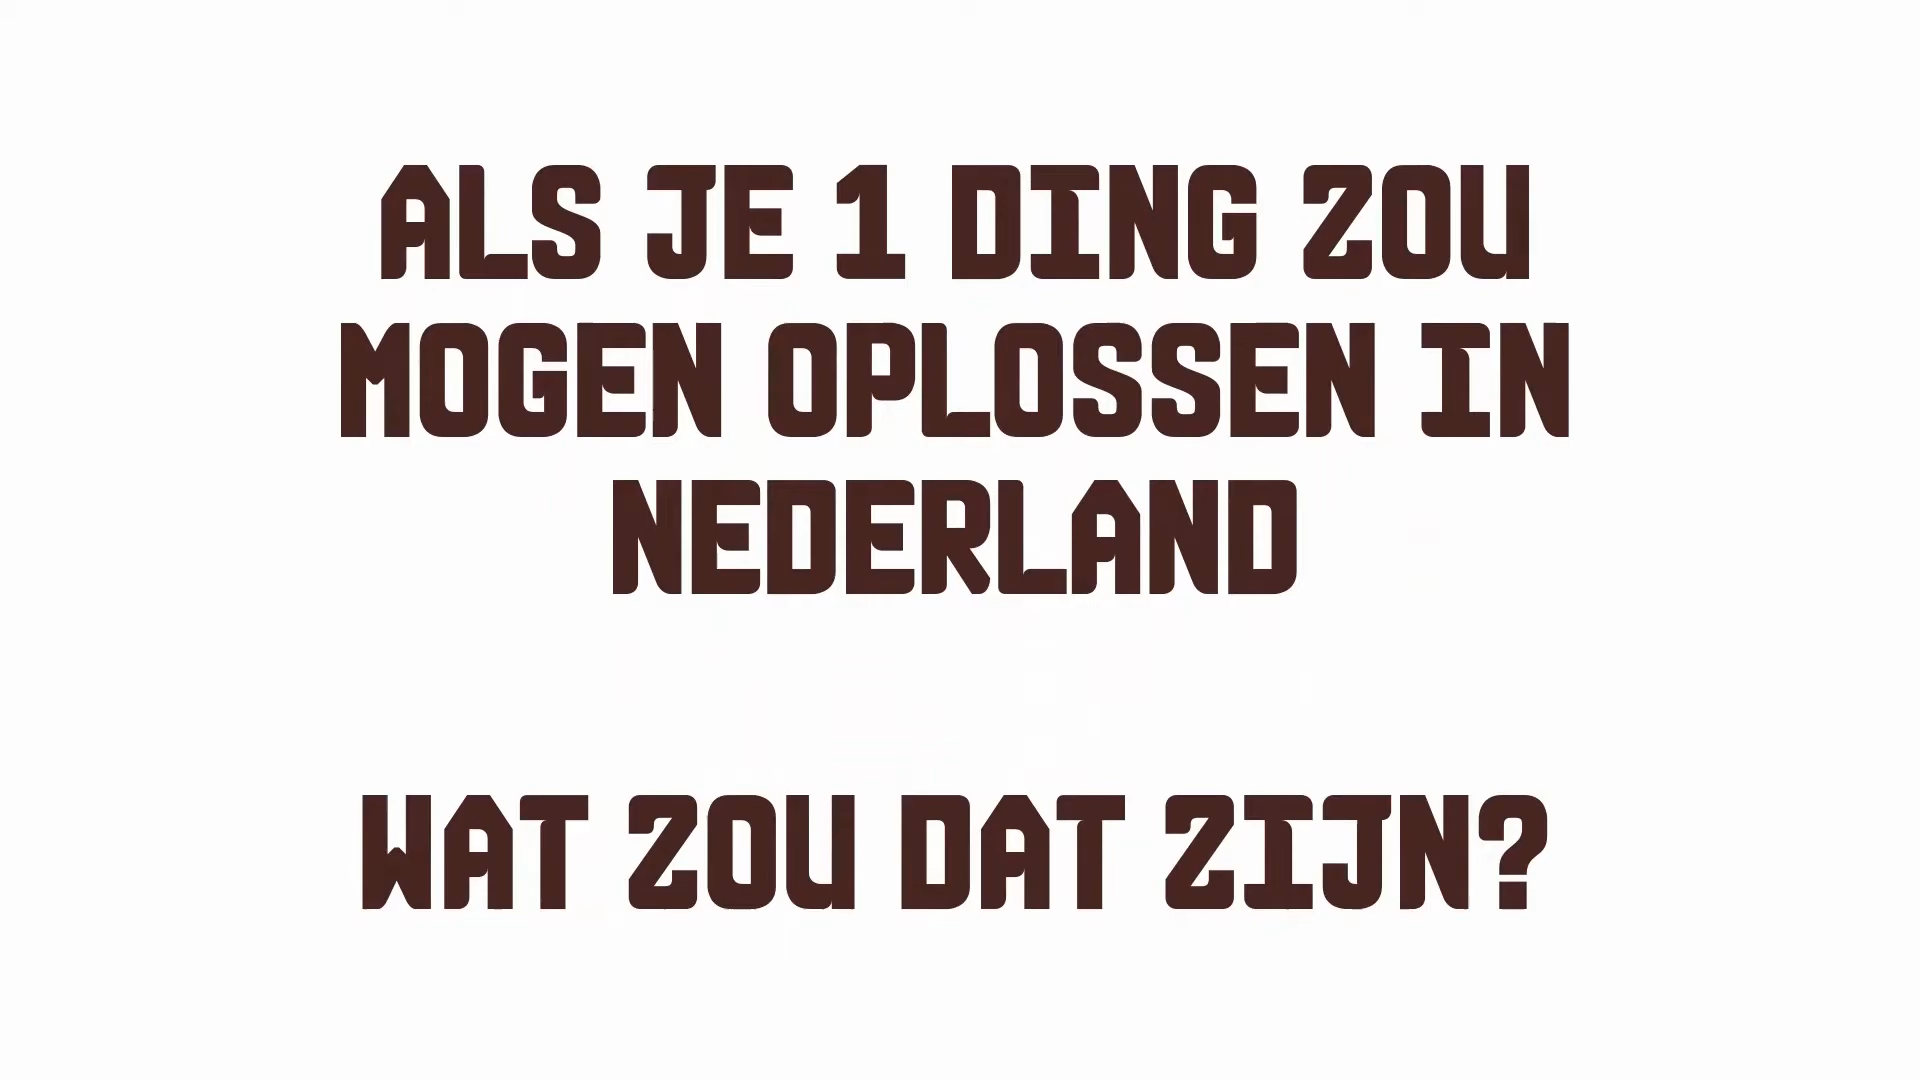 ALS JE 1 DING ZOU
MOGEN OPLOSSEN IN
NEDERLAND
WAT ZOU DAT ZIJN?